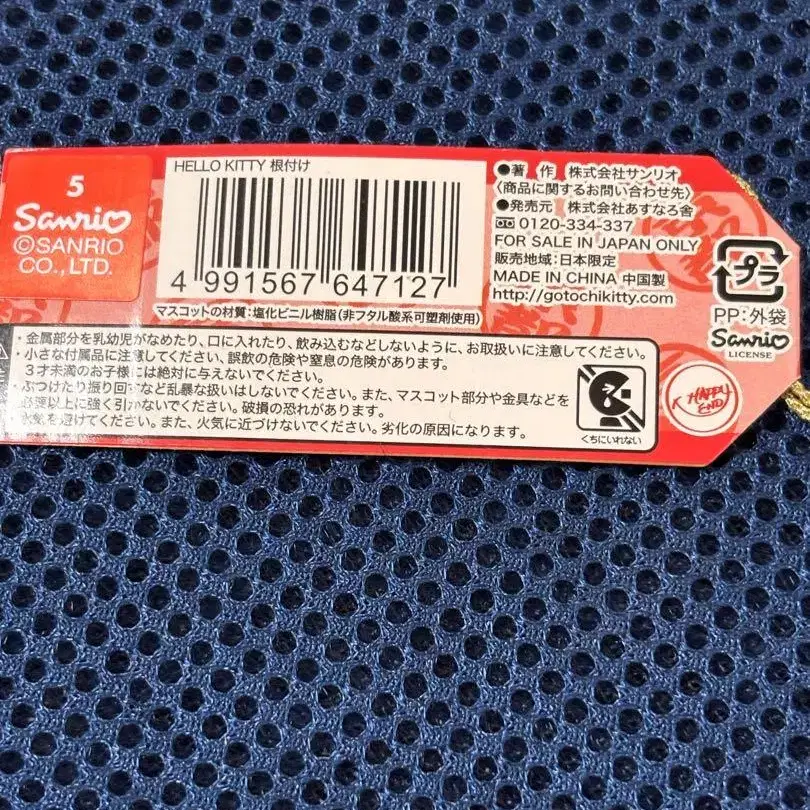 5
Sanrio
©SANRIO
CO., LTD.
HELLO KITTY 根付け
4 991567 647127
マスコットの材質:塩化ビニル樹脂(非フタル酸系可塑剤使用)
●著 作 株式会社サンリオ
〈商品に関するお問い合わせ先〉
●発売元 株式会社あすなろ舎
0120-334-337
FOR SALE IN JAPAN ONLY
販売地域:日本限定
MADE IN CHINA 中国製
http://gotochikitty.com
プラ
PP:外袋
Sanrio
LICENSE
・金属部分を乳幼児がなめたり、口に入れたり、飲み込むなどしないように、お取扱いに注意してください。
・小さな付属品に注意してください、誤飲の危険や窒息の危険があります。
3才未満のお子様には絶対に与えないでください。
・ぶつけたり振り回すなど乱暴な扱いはしないでください。また、マスコット部分や金具などを
必要以上に強く引かないでください。破損の恐れがあります。
水気を避けてください。また、火気に近づけないでください。劣化の原因になります。
くちにいれない
HAPPY
END